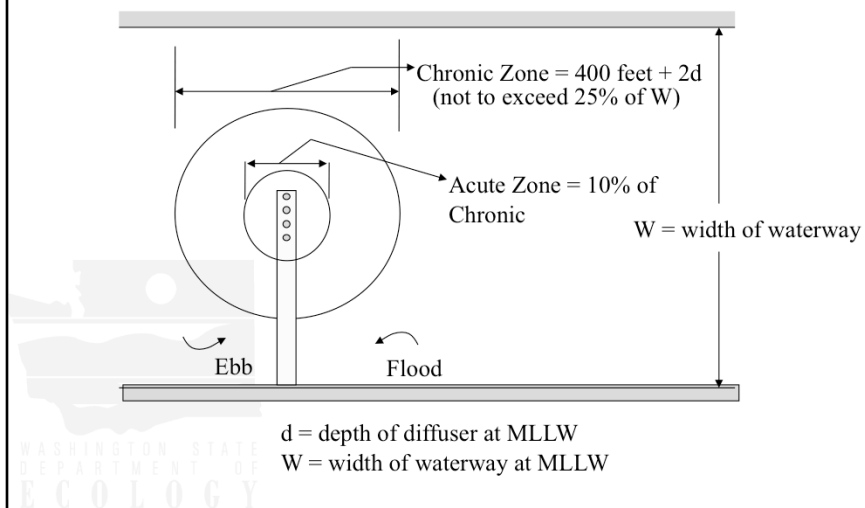 Chronic Zone = 400 feet + 2d
(not to exceed 25% of W)
Acute Zone = 10% of
Chronic
W = width of waterway
Ebb
Flood
d = depth of diffuser at MLLW
W = width of waterway at MLLW
WASHINGTON STATE
DEPARTMENT OF
ECOLOGY